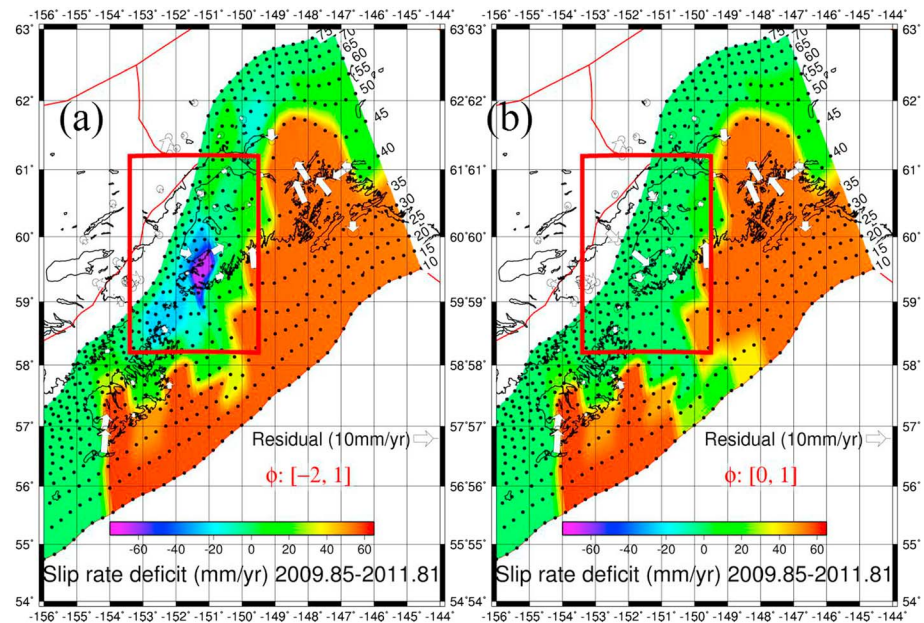 -156° -155° -154° -153° -152° -151° -150° -149° -148° -147° -146° -145° -144°
-156° -155° -154° -153° -152° -151° -150° -149° -148° -147° -146° -145° -144°
63° 63° 63°
62° 62° 62°
61° 61° 61°
60° 60° 60°
59° 59° 59°
58° 58° 58°
57° 57° 57°
56° 56° 56°
55° 55° 55°
54° 54° 54°
(a)
75
70
65
60
55
50
45
40
35
30
25
20
15
10
Residual (10mm/yr)
ϕ: [−2, 1]
-60 -40 -20 0 20 40 60
Slip rate deficit (mm/yr) 2009.85-2011.81
(b)
75
70
65
60
55
50
45
40
35
30
25
20
15
10
Residual (10mm/yr)
ϕ: [0, 1]
-60 -40 -20 0 20 40 60
Slip rate deficit (mm/yr) 2009.85-2011.81
-156° -155° -154° -153° -152° -151° -150° -149° -148° -147° -146° -145° -144°
-156° -155° -154° -153° -152° -151° -150° -149° -148° -147° -146° -145° -144°